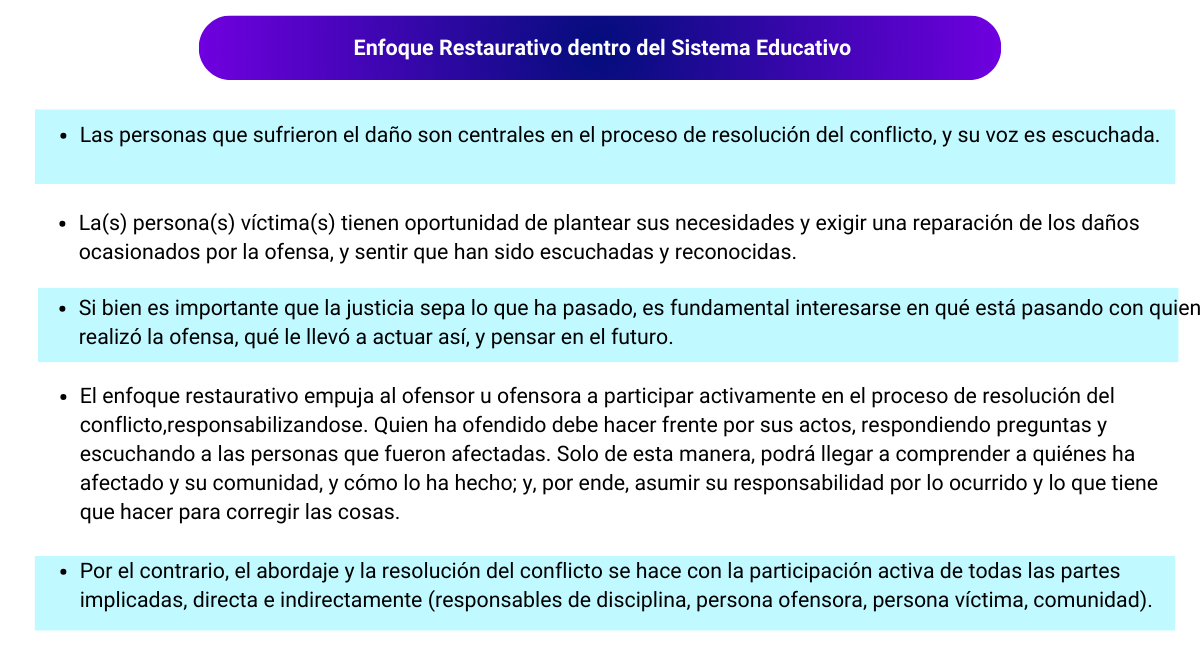 Enfoque Restaurativo dentro del Sistema Educativo
• Las personas que sufrieron el daño son centrales en el proceso de resolución del conflicto, y su voz es escuchada.
• La(s) persona(s) víctima(s) tienen oportunidad de plantear sus necesidades y exigir una reparación de los daños
ocasionados por la ofensa, y sentir que han sido escuchadas y reconocidas.
• Si bien es importante que la justicia sepa lo que ha pasado, es fundamental interesarse en qué está pasando con quien
realizó la ofensa, qué le llevó a actuar así, y pensar en el futuro.
• El enfoque restaurativo empuja al ofensor u ofensora a participar activamente en el proceso de resolución del
conflicto,responsabilizandose. Quien ha ofendido debe hacer frente por sus actos, respondiendo preguntas y
escuchando a las personas que fueron afectadas. Solo de esta manera, podrá llegar a comprender a quiénes ha
afectado y su comunidad, y cómo lo ha hecho; y, por ende, asumir su responsabilidad por lo ocurrido y lo que tiene
que hacer para corregir las cosas.
• Por el contrario, el abordaje y la resolución del conflicto se hace con la participación activa de todas las partes
implicadas, directa e indirectamente (responsables de disciplina, persona ofensora, persona víctima, comunidad).